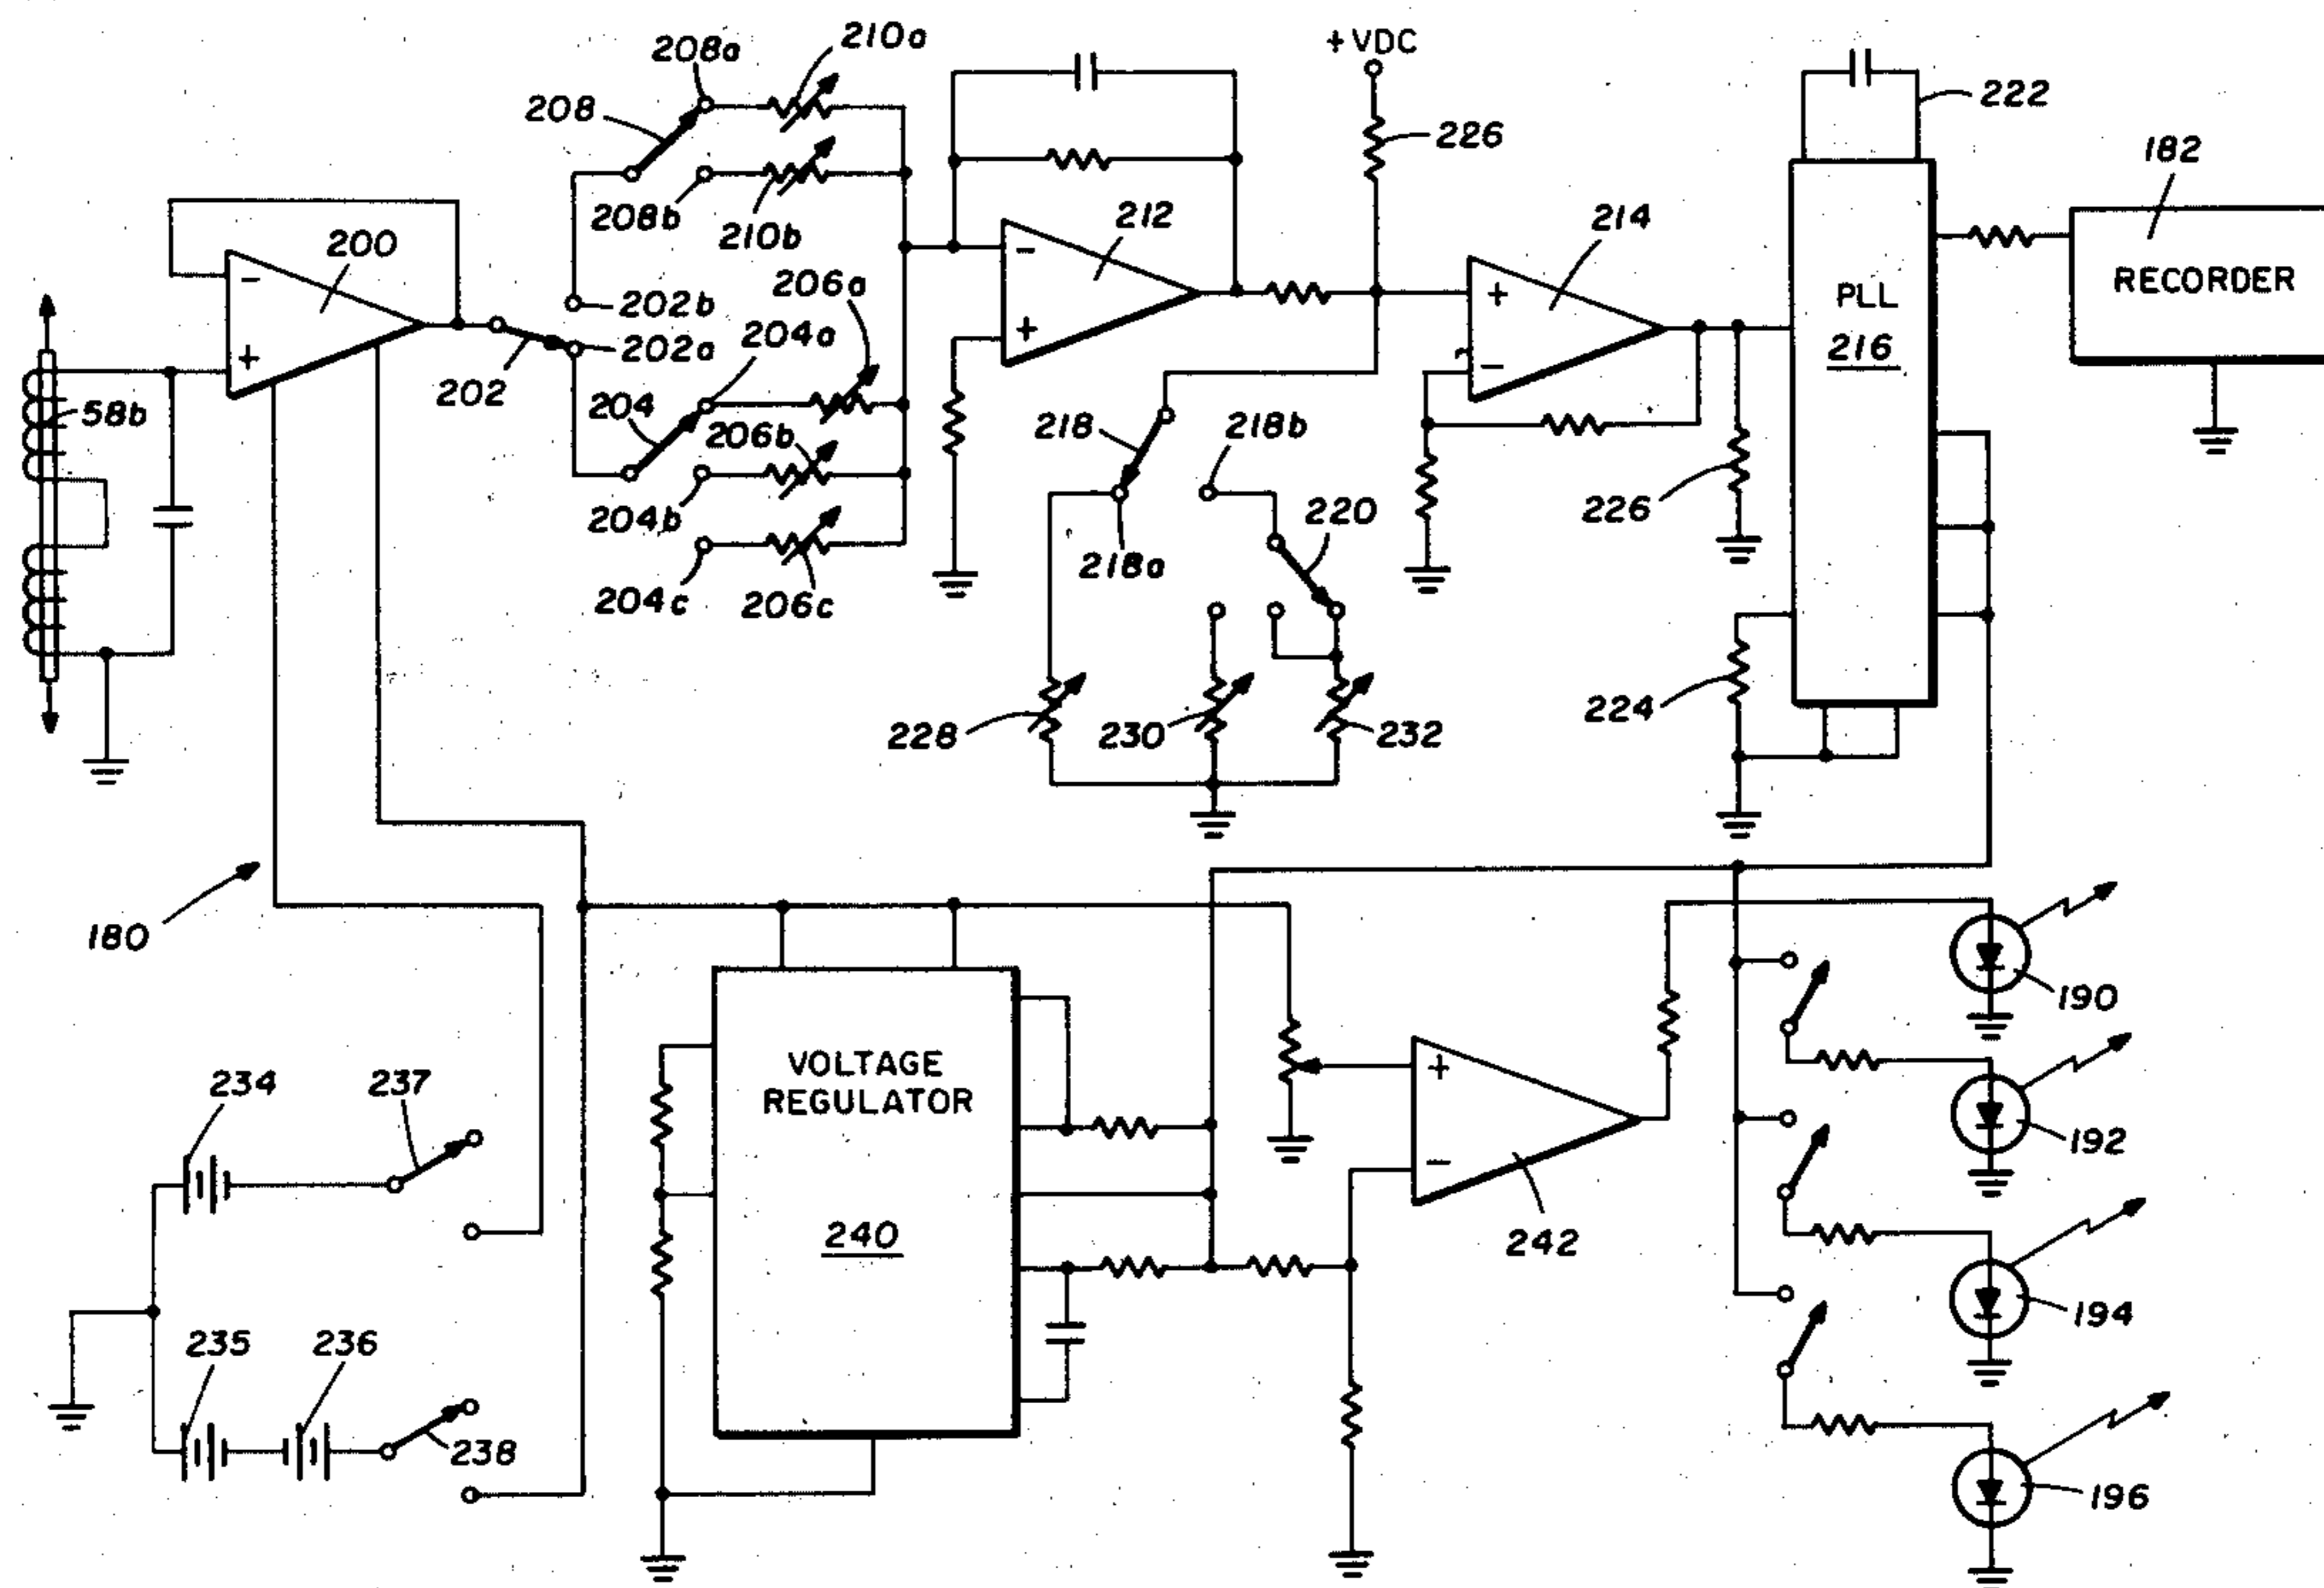 208a
210a
+VDC
208
226
222
182
208b
210b
200
212
214
202b
206a
202a
204a
PLL
216
RECORDER
+
-
-
+
+
-
58b
202
204
206b
218
218b
204b
220
226
204c
206c
218a
228
230
232
224
180
190
VOLTAGE
REGULATOR
+
-
192
234
237
240
242
194
235
236
238
196